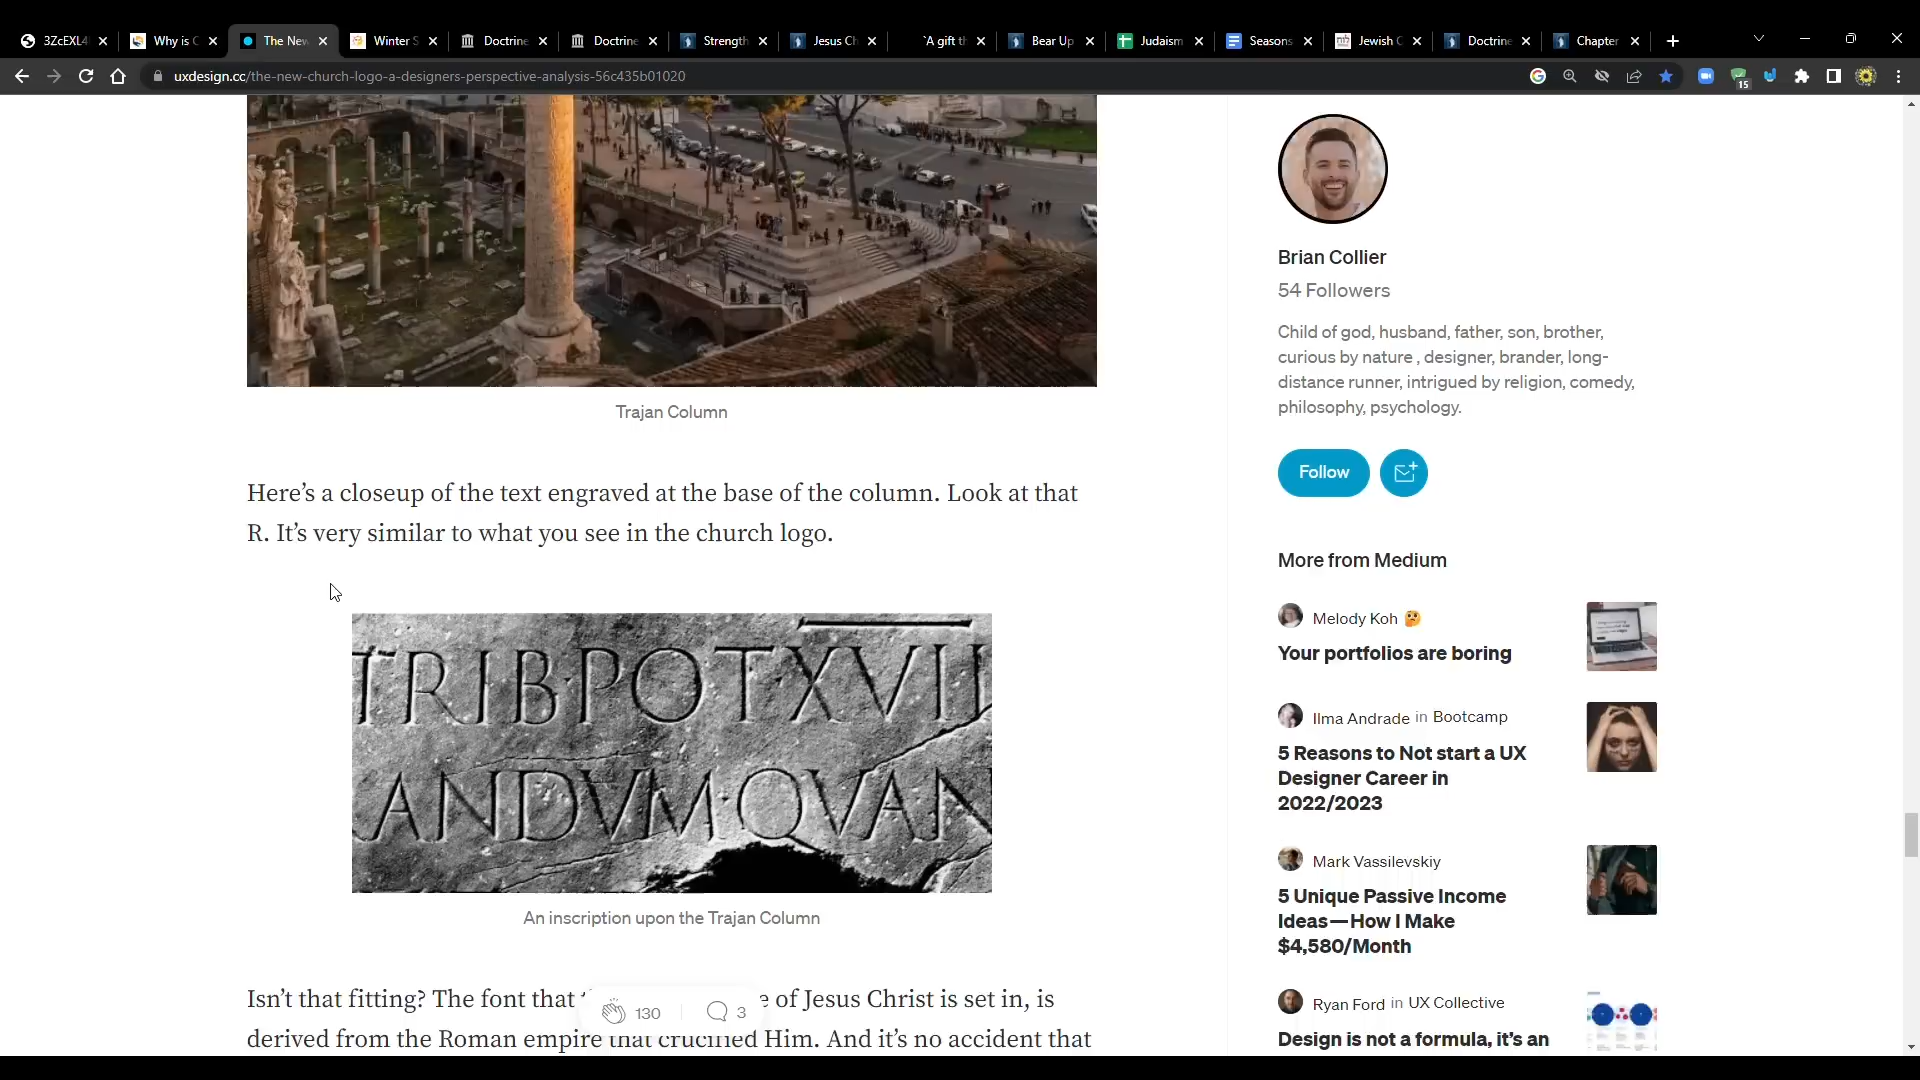 3ZcEXL4
Why is C
The New
Winter S
Doctrine
Doctrine
Strength
Jesus Ch
`A gift th
Bear Up
Judaism
Seasons
Jewish C
Doctrine
Chapter
uxdesign.cc/the-new-church-logo-a-designers-perspective-analysis-56c435b01020
15
Trajan Column
Here’s a closeup of the text engraved at the base of the column. Look at that
R. It’s very similar to what you see in the church logo.
TRIBPOTXVII
ANDVMQVAN
An inscription upon the Trajan Column
Isn’t that fitting? The font that e of Jesus Christ is set in, is
derived from the Roman empire that crucified Him. And it’s no accident that
130
3
Brian Collier
54 Followers
Child of god, husband, father, son, brother,
curious by nature , designer, brander, long-
distance runner, intrigued by religion, comedy,
philosophy, psychology.
Follow
More from Medium
Melody Koh 🤔
Your portfolios are boring
Ilma Andrade in Bootcamp
5 Reasons to Not start a UX
Designer Career in
2022/2023
Mark Vassilevskiy
5 Unique Passive Income
Ideas — How I Make
$4,580/Month
Ryan Ford in UX Collective
Design is not a formula, it’s an